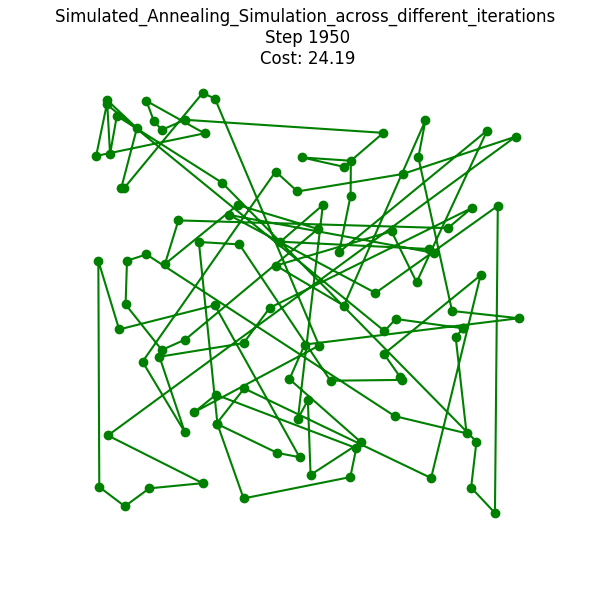 Simulated_Annealing_Simulation_across_different_iterations
Step 1950
Cost: 24.19